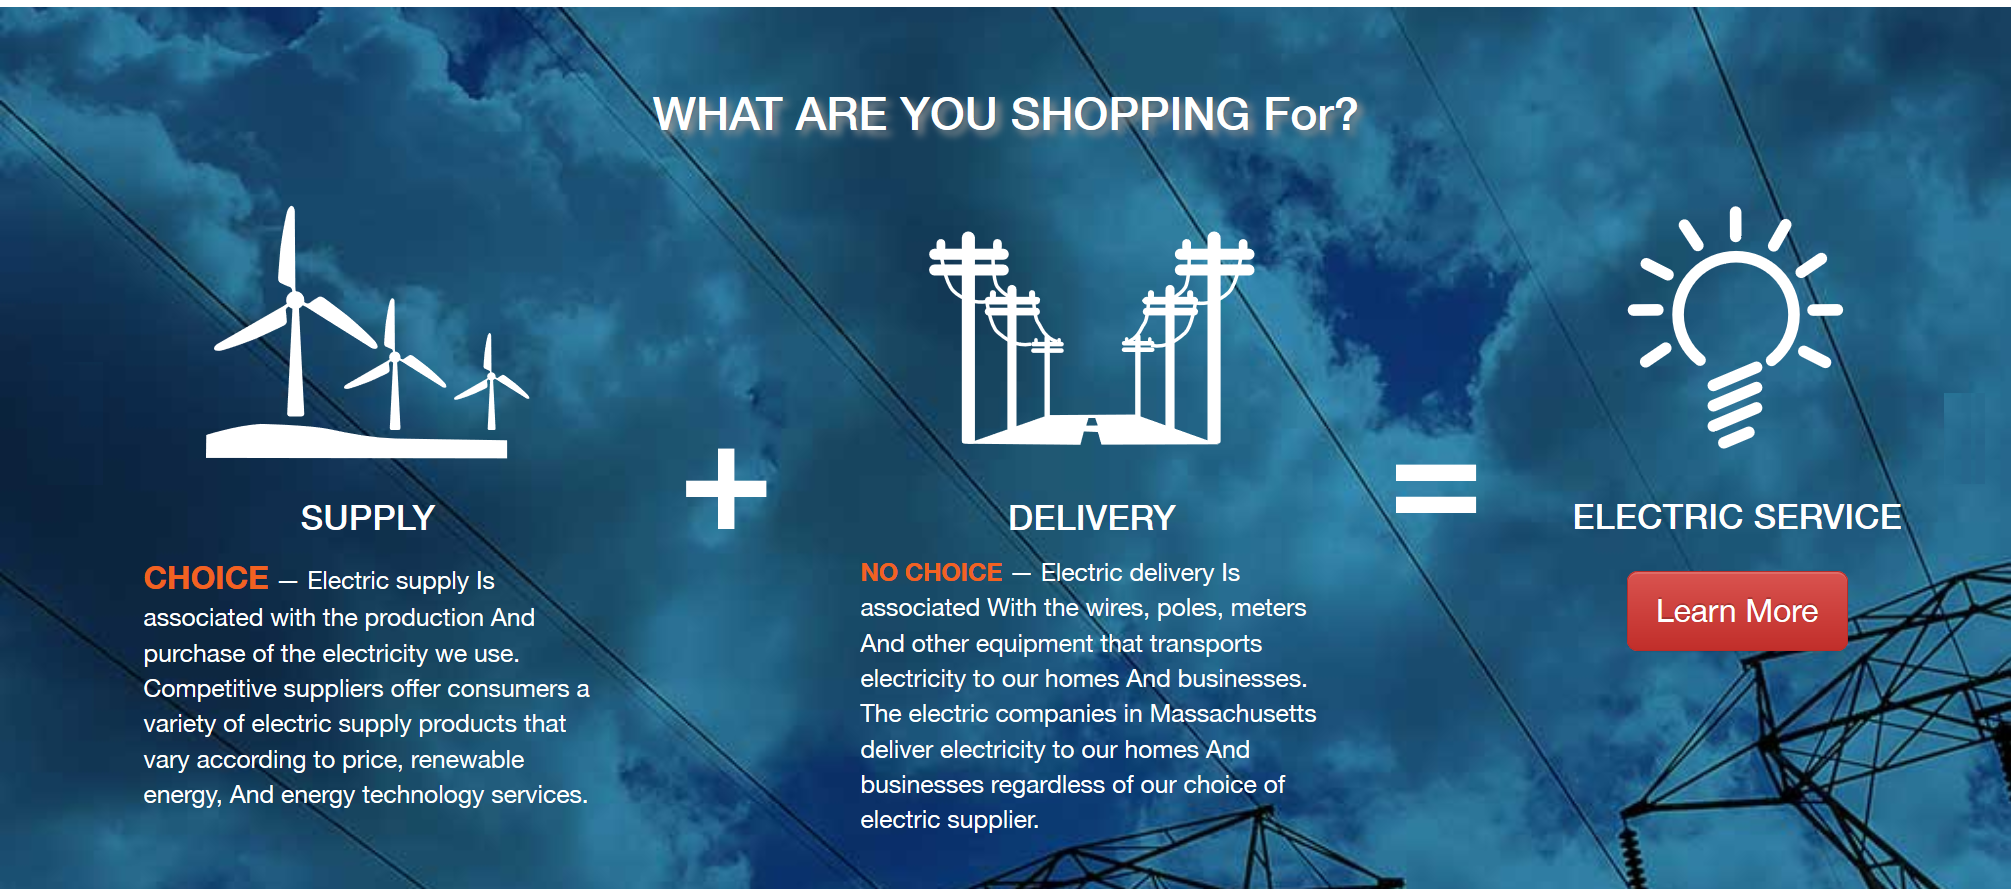 WHAT ARE YOU SHOPPING For?
SUPPLY
CHOICE — Electric supply Is
associated with the production And
purchase of the electricity we use.
Competitive suppliers offer consumers a
variety of electric supply products that
vary according to price, renewable
energy, And energy technology services.
+
DELIVERY
NO CHOICE — Electric delivery Is
associated With the wires, poles, meters
And other equipment that transports
electricity to our homes And businesses.
The electric companies in Massachusetts
deliver electricity to our homes And
businesses regardless of our choice of
electric supplier.
=
ELECTRIC SERVICE
Learn More